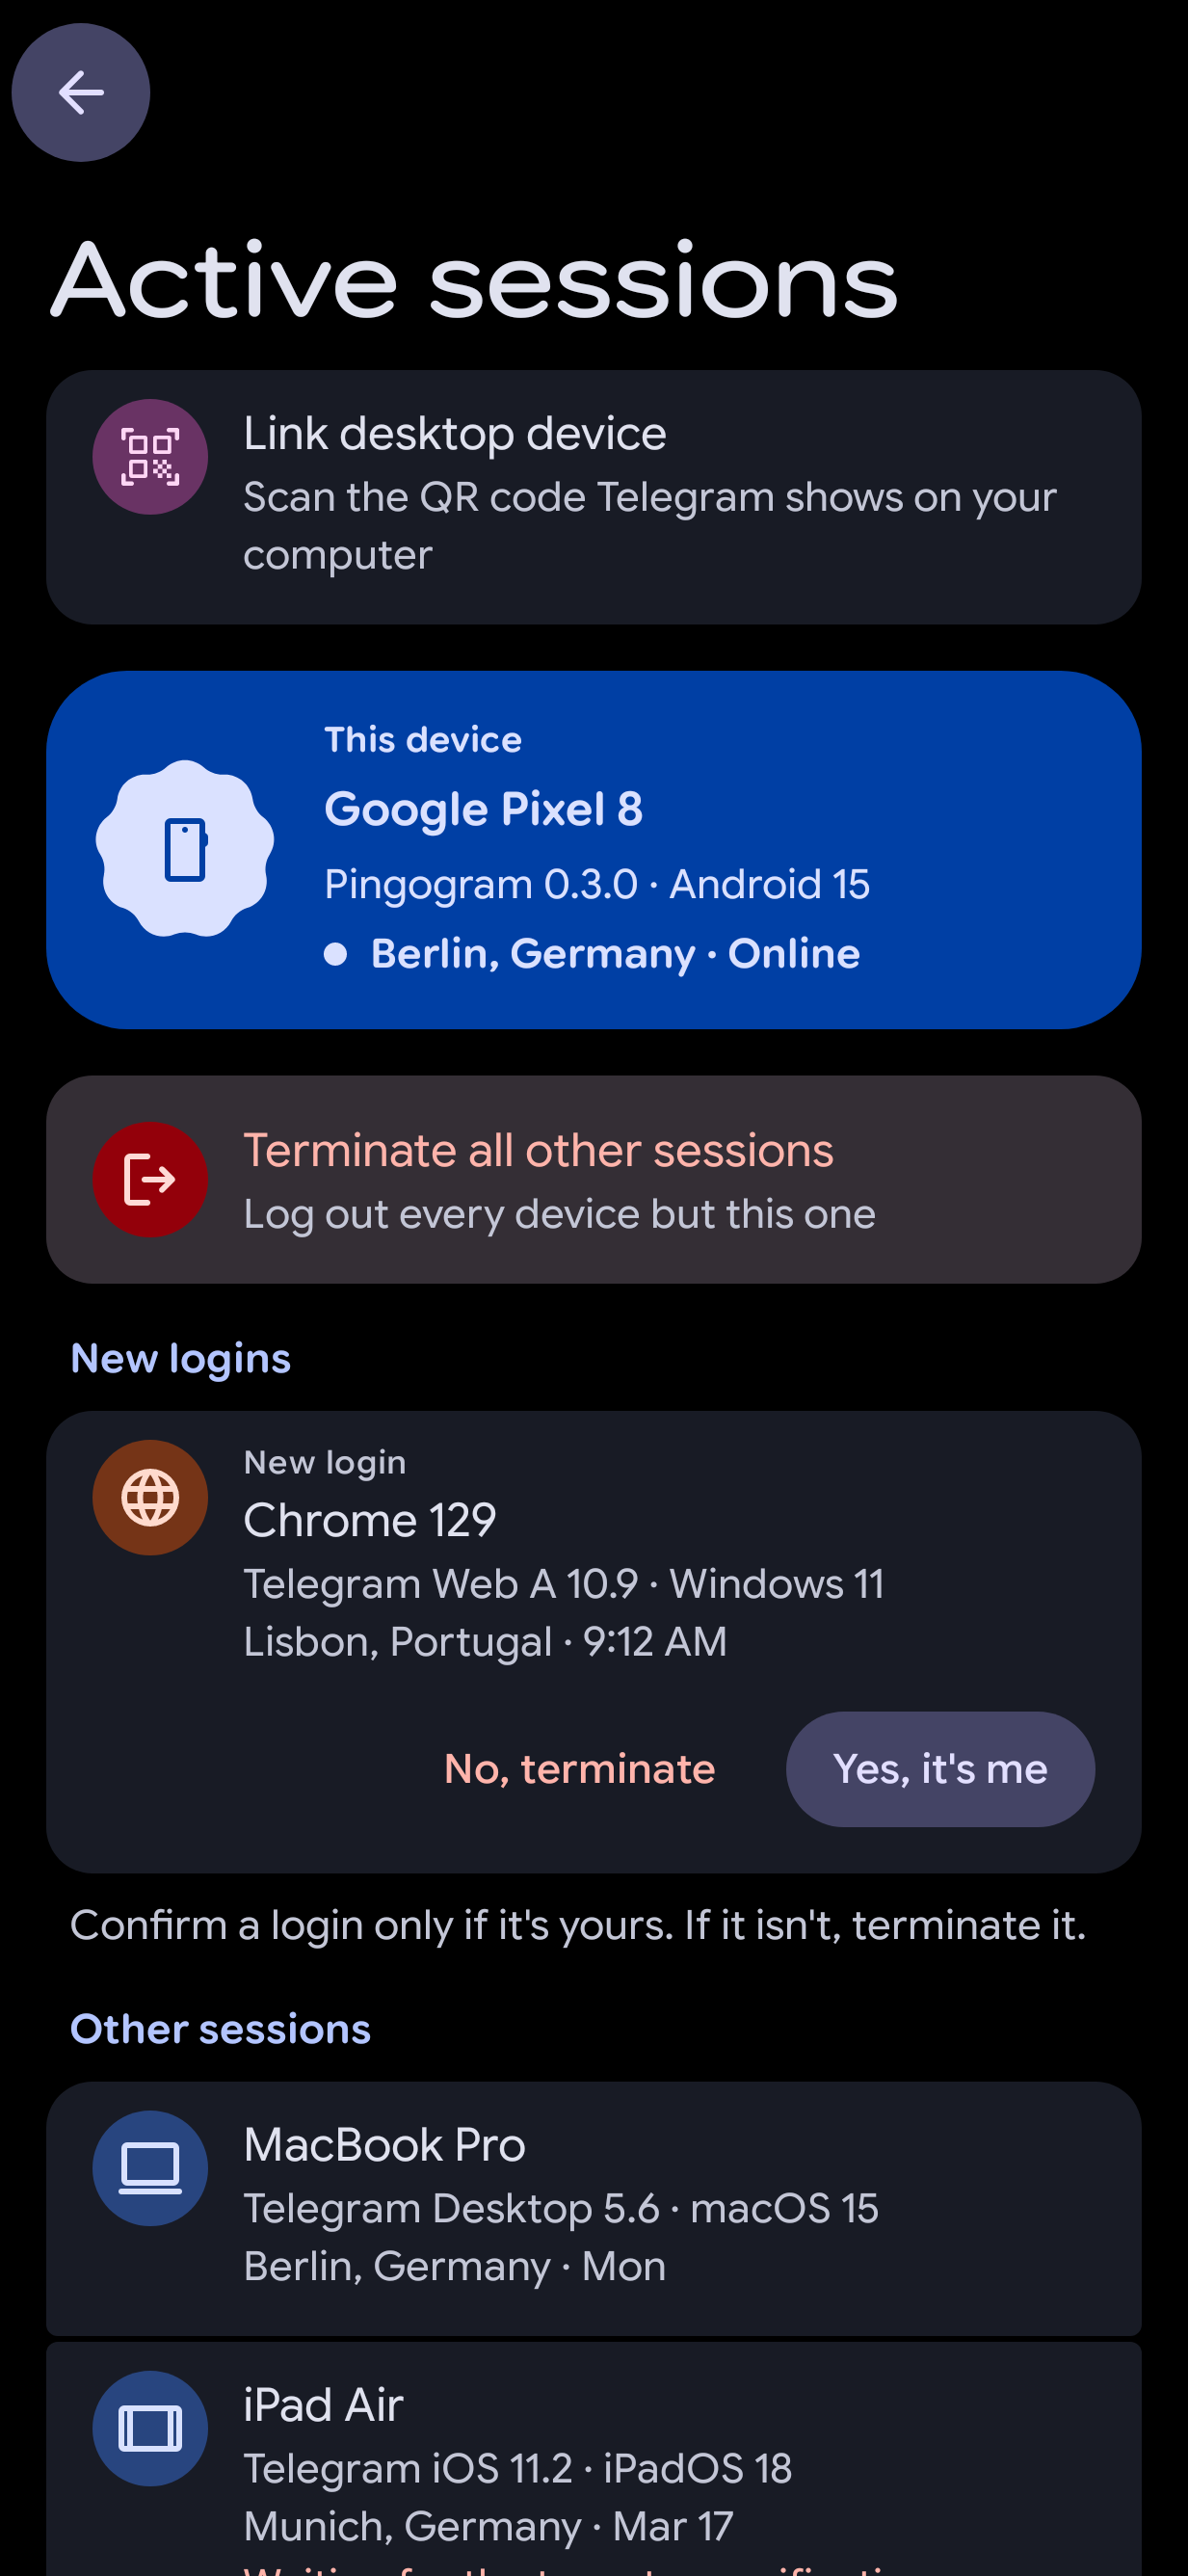 Active sessions
Link desktop device
Scan the QR code Telegram shows on your
computer
This device
Google Pixel 8
Pingogram 0.3.0 · Android 15
Berlin, Germany · Online
Terminate all other sessions
Log out every device but this one
New logins
New login
Chrome 129
Telegram Web A 10.9 · Windows 11
Lisbon, Portugal · 9:12 AM
No, terminate
Yes, it's me
Confirm a login only if it's yours. If it isn't, terminate it.
Other sessions
MacBook Pro
Telegram Desktop 5.6 · macOS 15
Berlin, Germany · Mon
iPad Air
Telegram iOS 11.2 · iPadOS 18
Munich, Germany · Mar 17